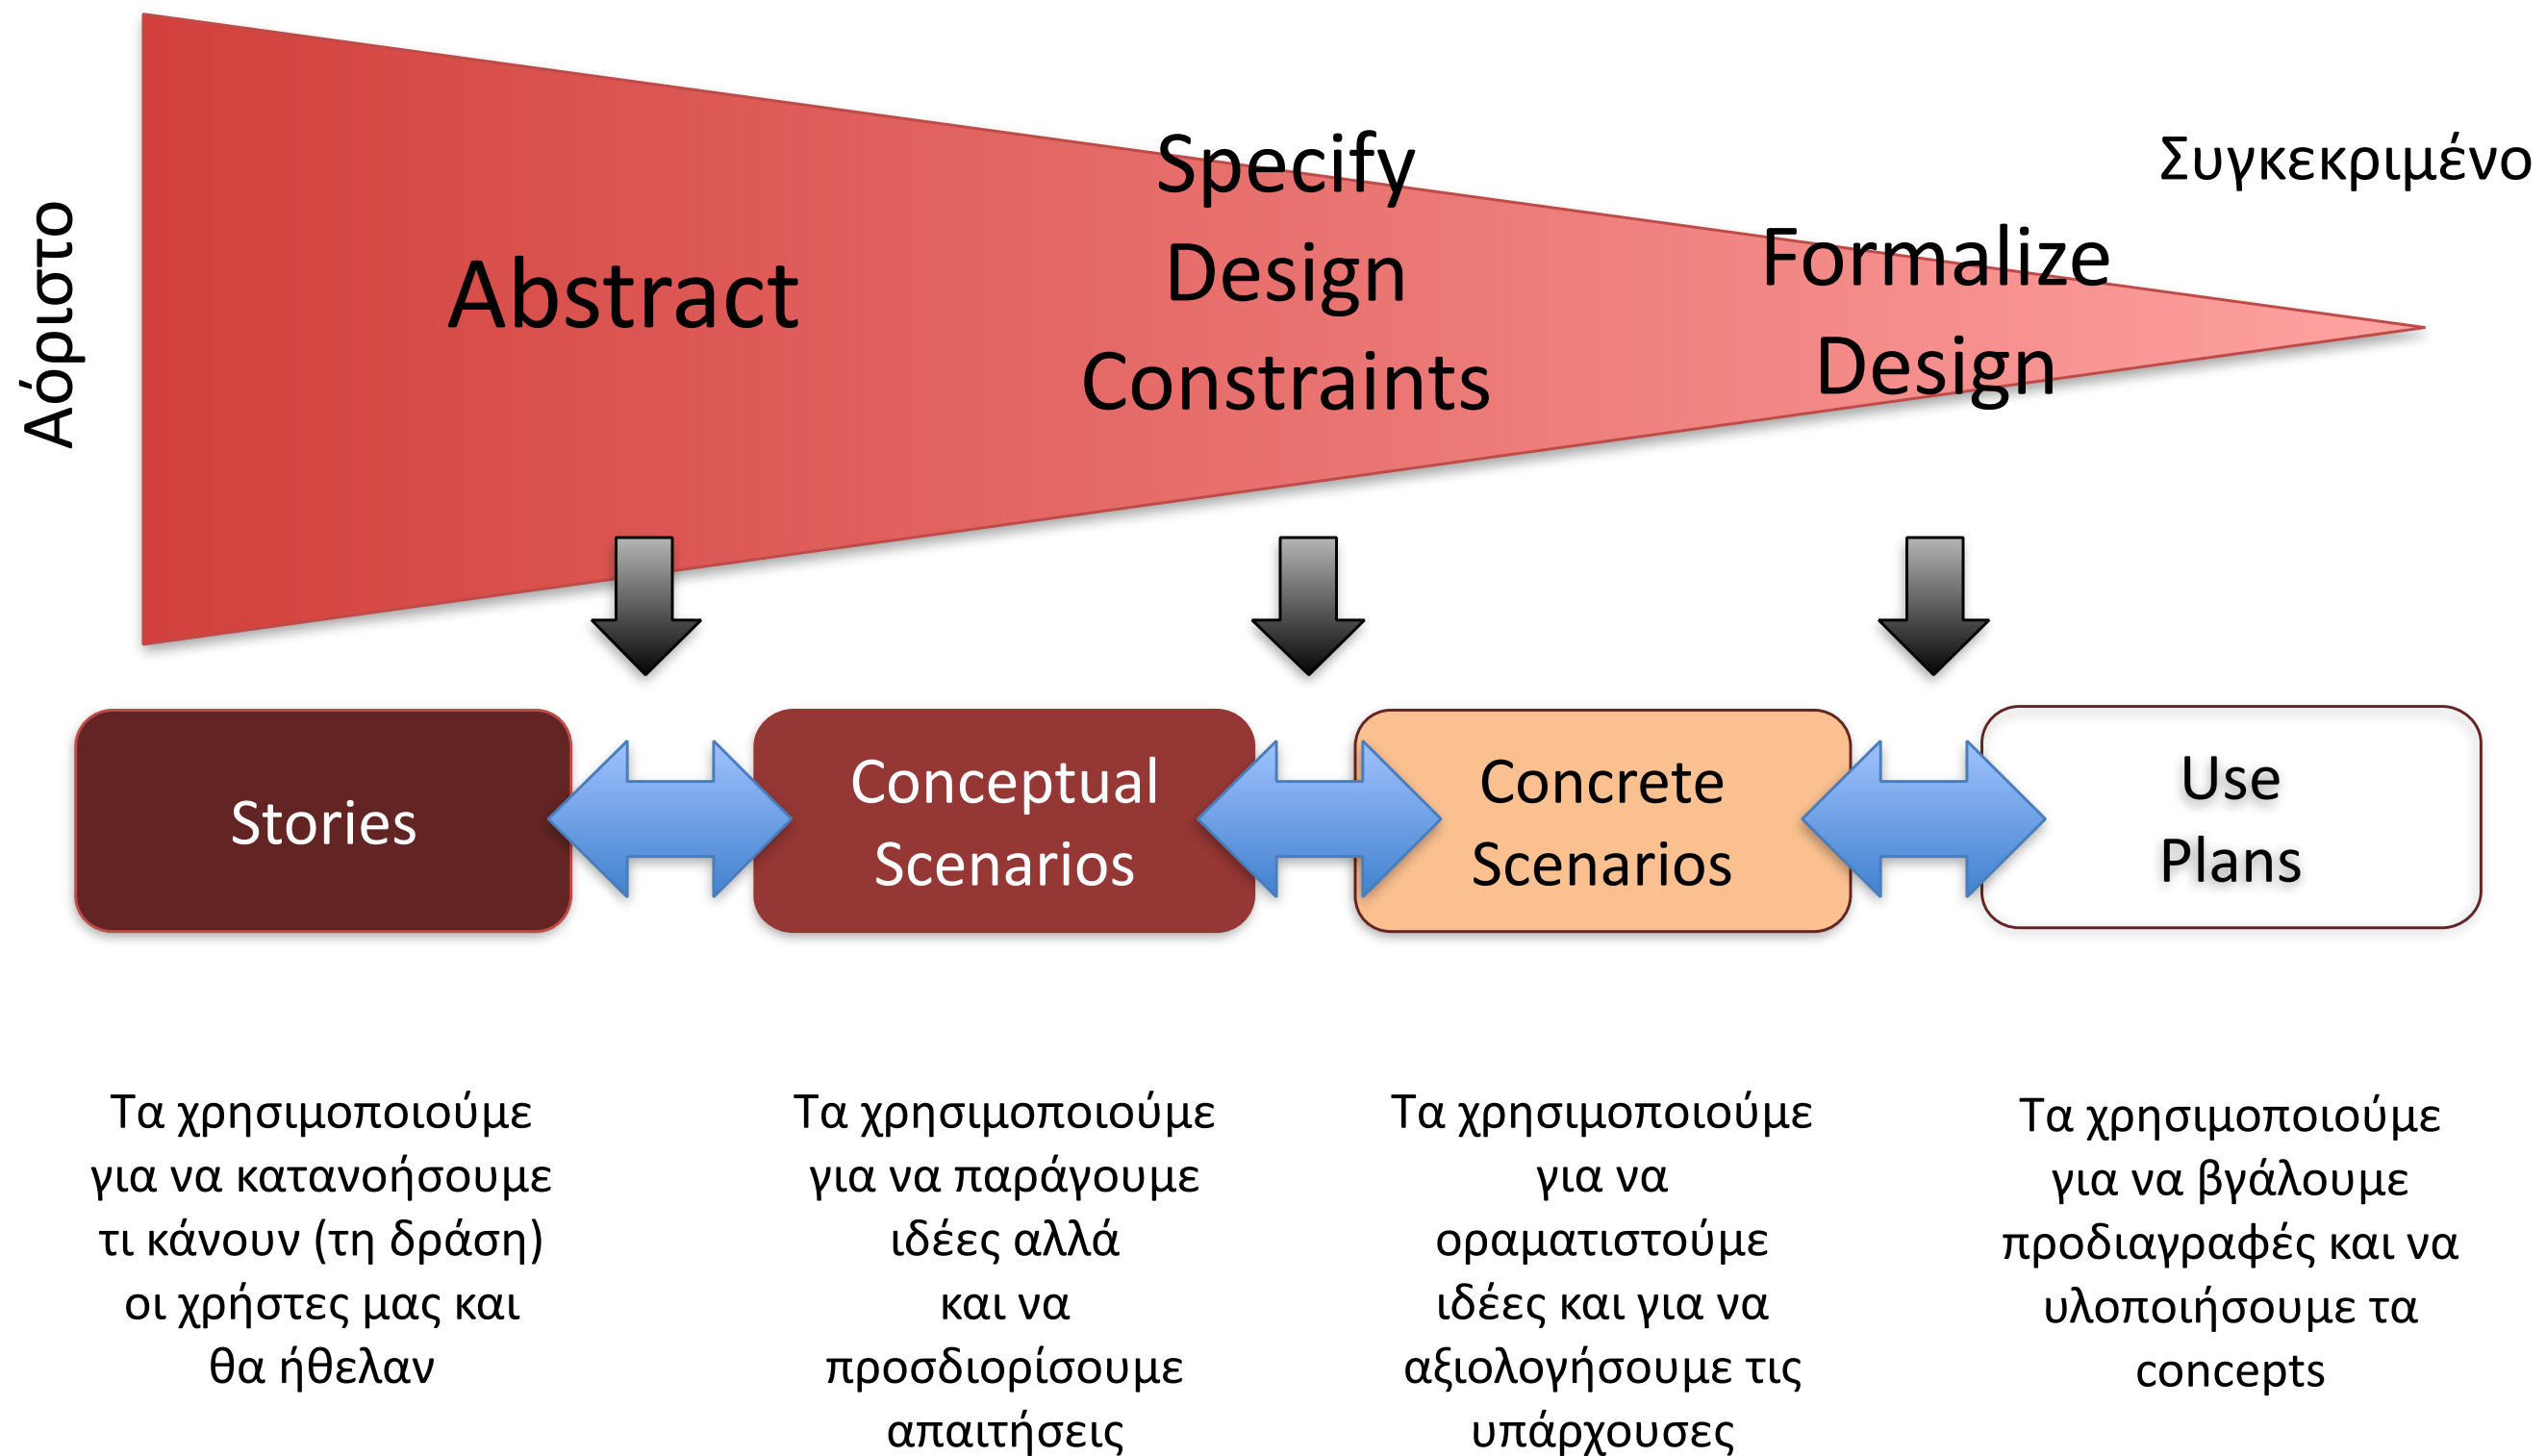 Αόριστο
Abstract
Specify
Design
Constraints
Formalize
Design
Συγκεκριμένο
Stories
Conceptual
Scenarios
Concrete
Scenarios
Use
Plans
Τα χρησιμοποιούμε
για να κατανοήσουμε
τι κάνουν (τη δράση)
οι χρήστες μας και
θα ήθελαν
Τα χρησιμοποιούμε
για να παράγουμε
ιδέες αλλά
και να
προσδιορίσουμε
απαιτήσεις
Τα χρησιμοποιούμε
για να
οραματιστούμε
ιδέες και για να
αξιολογήσουμε τις
υπάρχουσες
Τα χρησιμοποιούμε
για να βγάλουμε
προδιαγραφές και να
υλοποιήσουμε τα
concepts